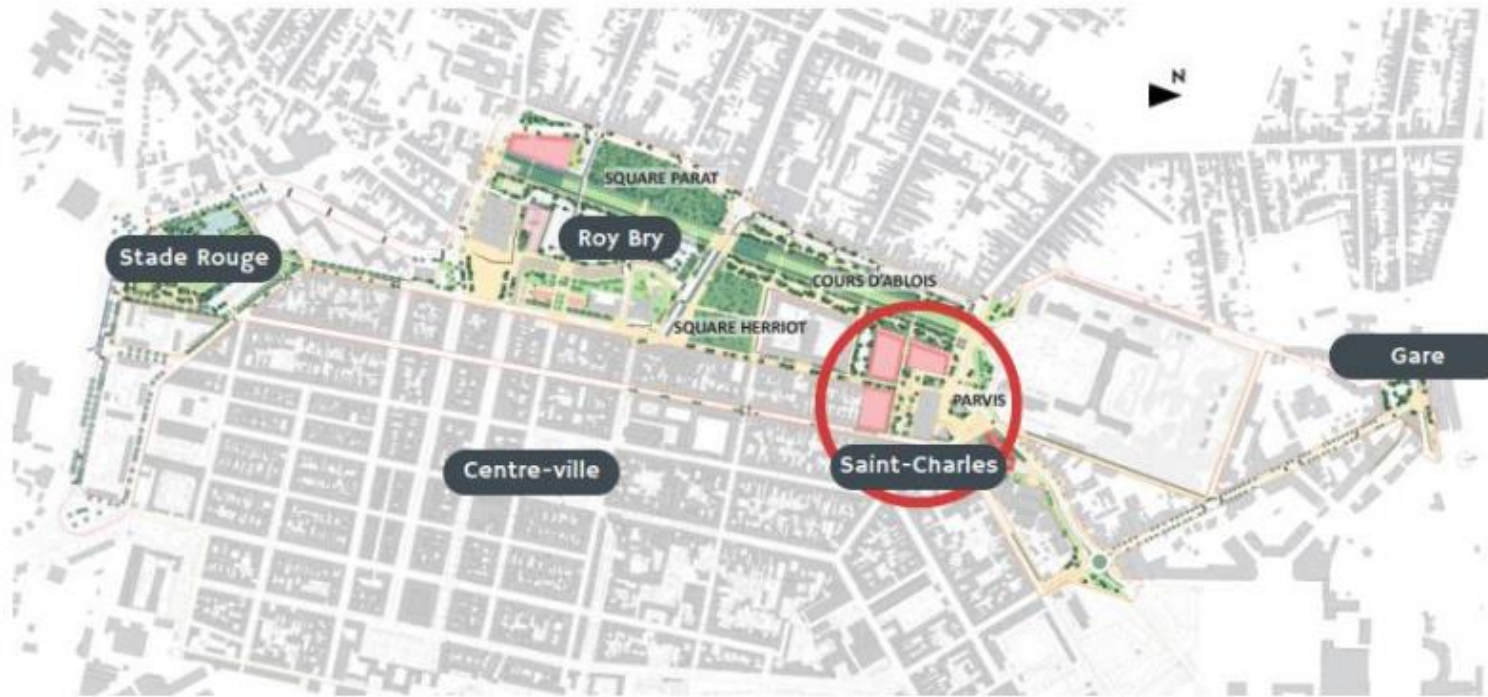 N
SQUARE PARAT
Roy Bry
Stade Rouge
COURS D'ABLOIS
SQUARE HERRIOT
Gare
PARVIS
Centre-ville
Saint-Charles